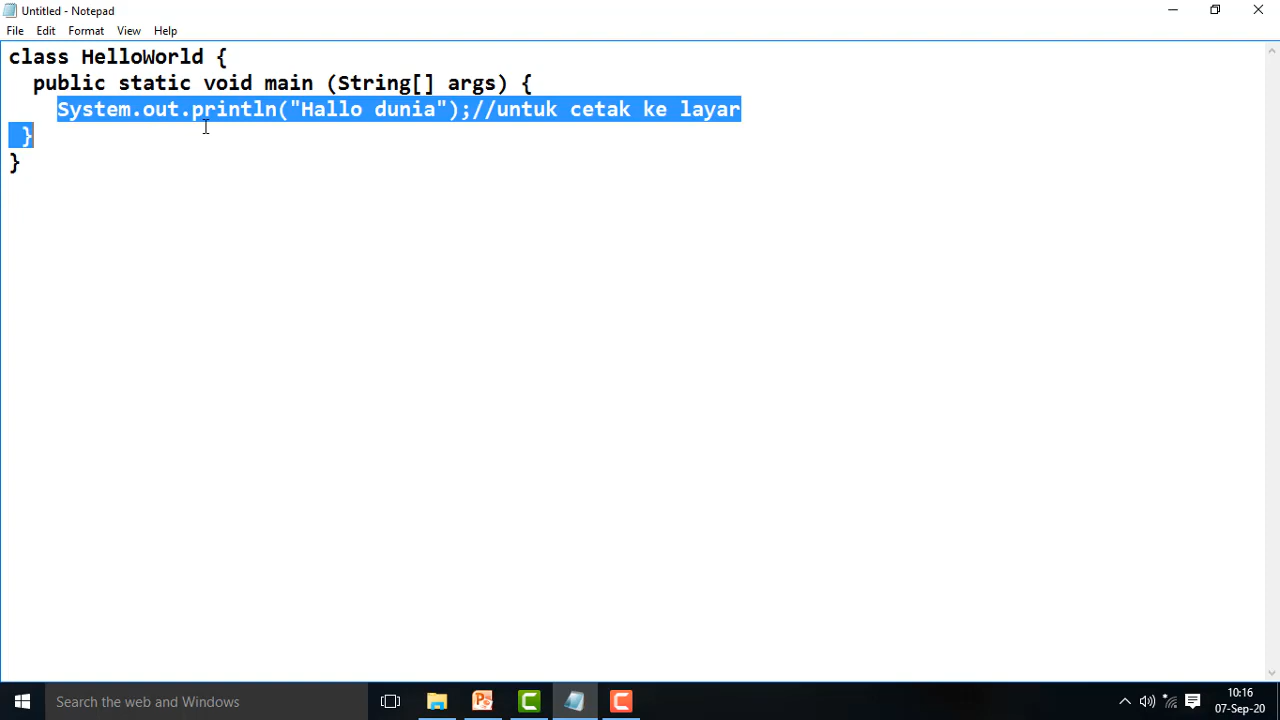 Untitled - Notepad
File Edit Format View Help
class HelloWorld {
  public static void main (String[] args) {
    System.out.println("Hallo dunia");//untuk cetak ke layar
 }
}
Search the web and Windows
10:16
07-Sep-20